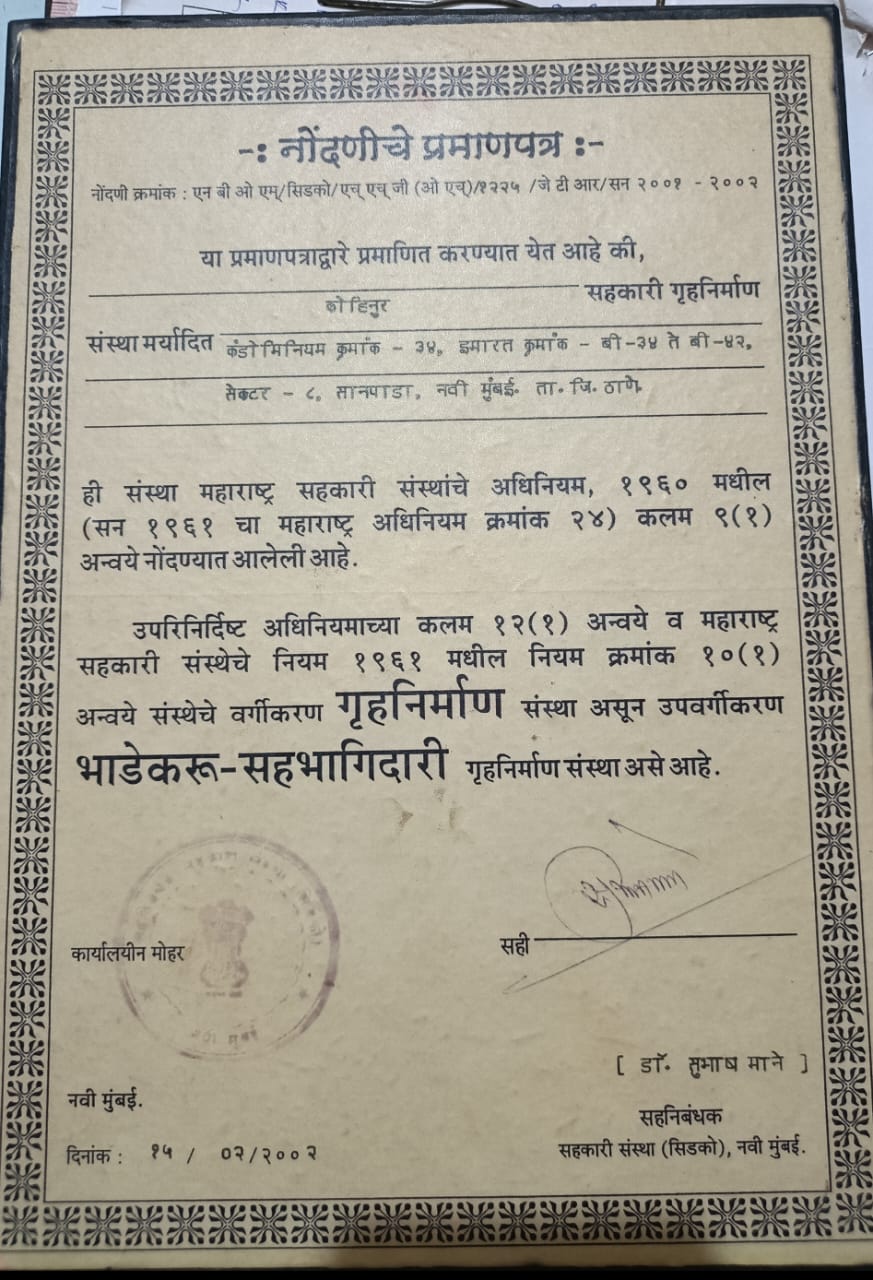 -: नोंदणीचे प्रमाणपत्र :-
नोंदणी क्रमांक : एन बी ओ एम्/सिडको/एच् एच् जी (ओ एच्)/१२२५ /जे टी आर/सन २००१ - २००२
या प्रमाणपत्राद्वारे प्रमाणित करण्यात येत आहे की,
कोहिनुर सहकारी गृहनिर्माण
संस्था मर्यादित कंडोमिनियम क्रमांक - ३४, इमारत क्रमांक - बी-३४ ते बी-४२,
सेक्टर - ८, सानपाडा, नवी मुंबई. ता. जि. ठाणे.
ही संस्था महाराष्ट्र सहकारी संस्थांचे अधिनियम, १९६० मधील
(सन १९६१ चा महाराष्ट्र अधिनियम क्रमांक २४) कलम ९(१)
अन्वये नोंदण्यात आलेली आहे.
उपरिनिर्दिष्ट अधिनियमाच्या कलम १२(१) अन्वये व महाराष्ट्र
सहकारी संस्थेचे नियम १९६१ मधील नियम क्रमांक १०(१)
अन्वये संस्थेचे वर्गीकरण गृहनिर्माण संस्था असून उपवर्गीकरण
भाडेकरू-सहभागिदारी गृहनिर्माण संस्था असे आहे.
कार्यालयीन मोहर
सही
[ डॉ. सुभाष माने ]
नवी मुंबई.
सहनिबंधक
दिनांक : १५ / ०२/२००२
सहकारी संस्था (सिडको), नवी मुंबई.